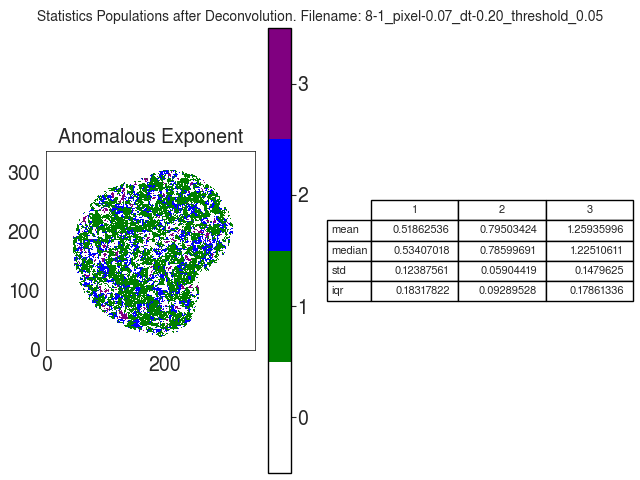 Statistics Populations after Deconvolution. Filename: 8-1_pixel-0.07_dt-0.20_threshold_0.05
Anomalous Exponent
300
200
100
0
0 200
3
2
1
0
1 2 3
mean 0.51862536 0.79503424 1.25935996
median 0.53407018 0.78599691 1.22510611
std 0.12387561 0.05904419 0.1479625
iqr 0.18317822 0.09289528 0.17861336